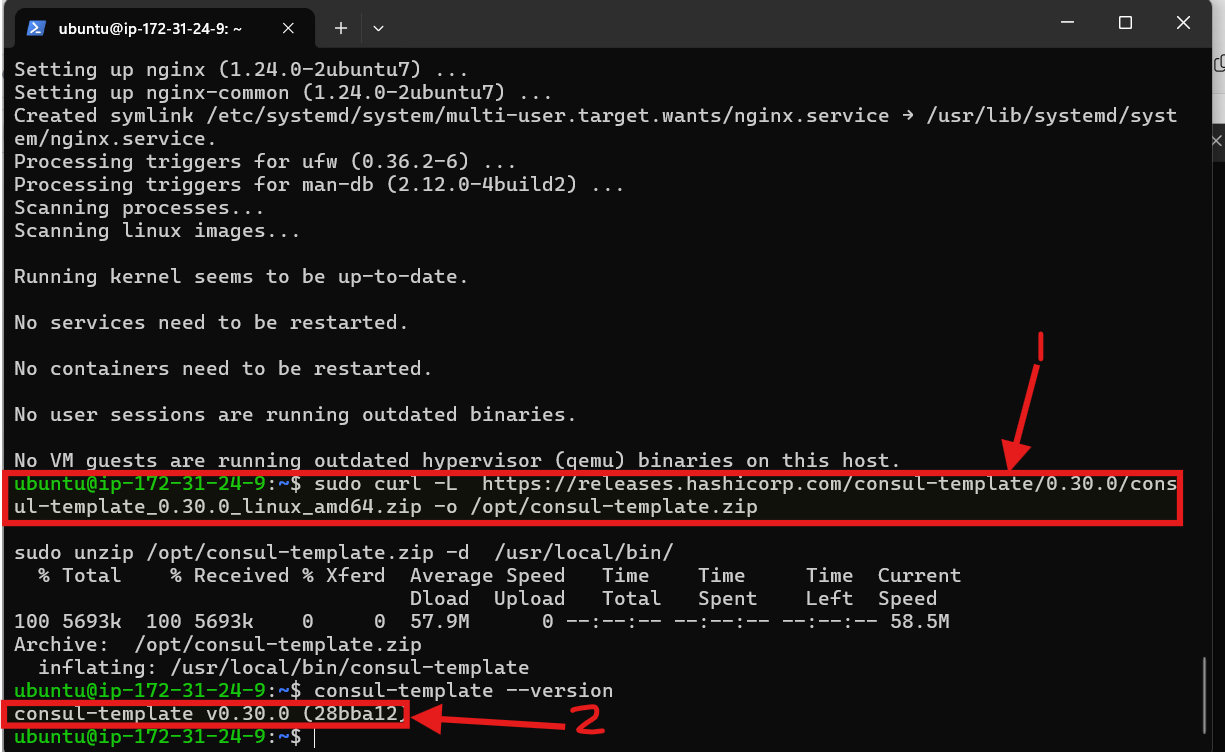 ubuntu@ip-172-31-24-9: ~
Setting up nginx (1.24.0-2ubuntu7) ...
Setting up nginx-common (1.24.0-2ubuntu7) ...
Created symlink /etc/systemd/system/multi-user.target.wants/nginx.service → /usr/lib/systemd/syst
em/nginx.service.
Processing triggers for ufw (0.36.2-6) ...
Processing triggers for man-db (2.12.0-4build2) ...
Scanning processes...
Scanning linux images...
Running kernel seems to be up-to-date.
No services need to be restarted.
No containers need to be restarted.
No user sessions are running outdated binaries.
1
No VM guests are running outdated hypervisor (qemu) binaries on this host.
ubuntu@ip-172-31-24-9:~$ sudo curl -L  https://releases.hashicorp.com/consul-template/0.30.0/cons
ul-template_0.30.0_linux_amd64.zip -o /opt/consul-template.zip
sudo unzip /opt/consul-template.zip -d  /usr/local/bin/
  % Total    % Received % Xferd  Average Speed   Time    Time     Time  Current
                                 Dload  Upload   Total   Spent    Left  Speed
100 5693k  100 5693k    0     0  57.9M      0 --:--:-- --:--:-- --:--:-- 58.5M
Archive:  /opt/consul-template.zip
  inflating: /usr/local/bin/consul-template
ubuntu@ip-172-31-24-9:~$ consul-template --version
consul-template v0.30.0 (28bba12)
2
ubuntu@ip-172-31-24-9:~$